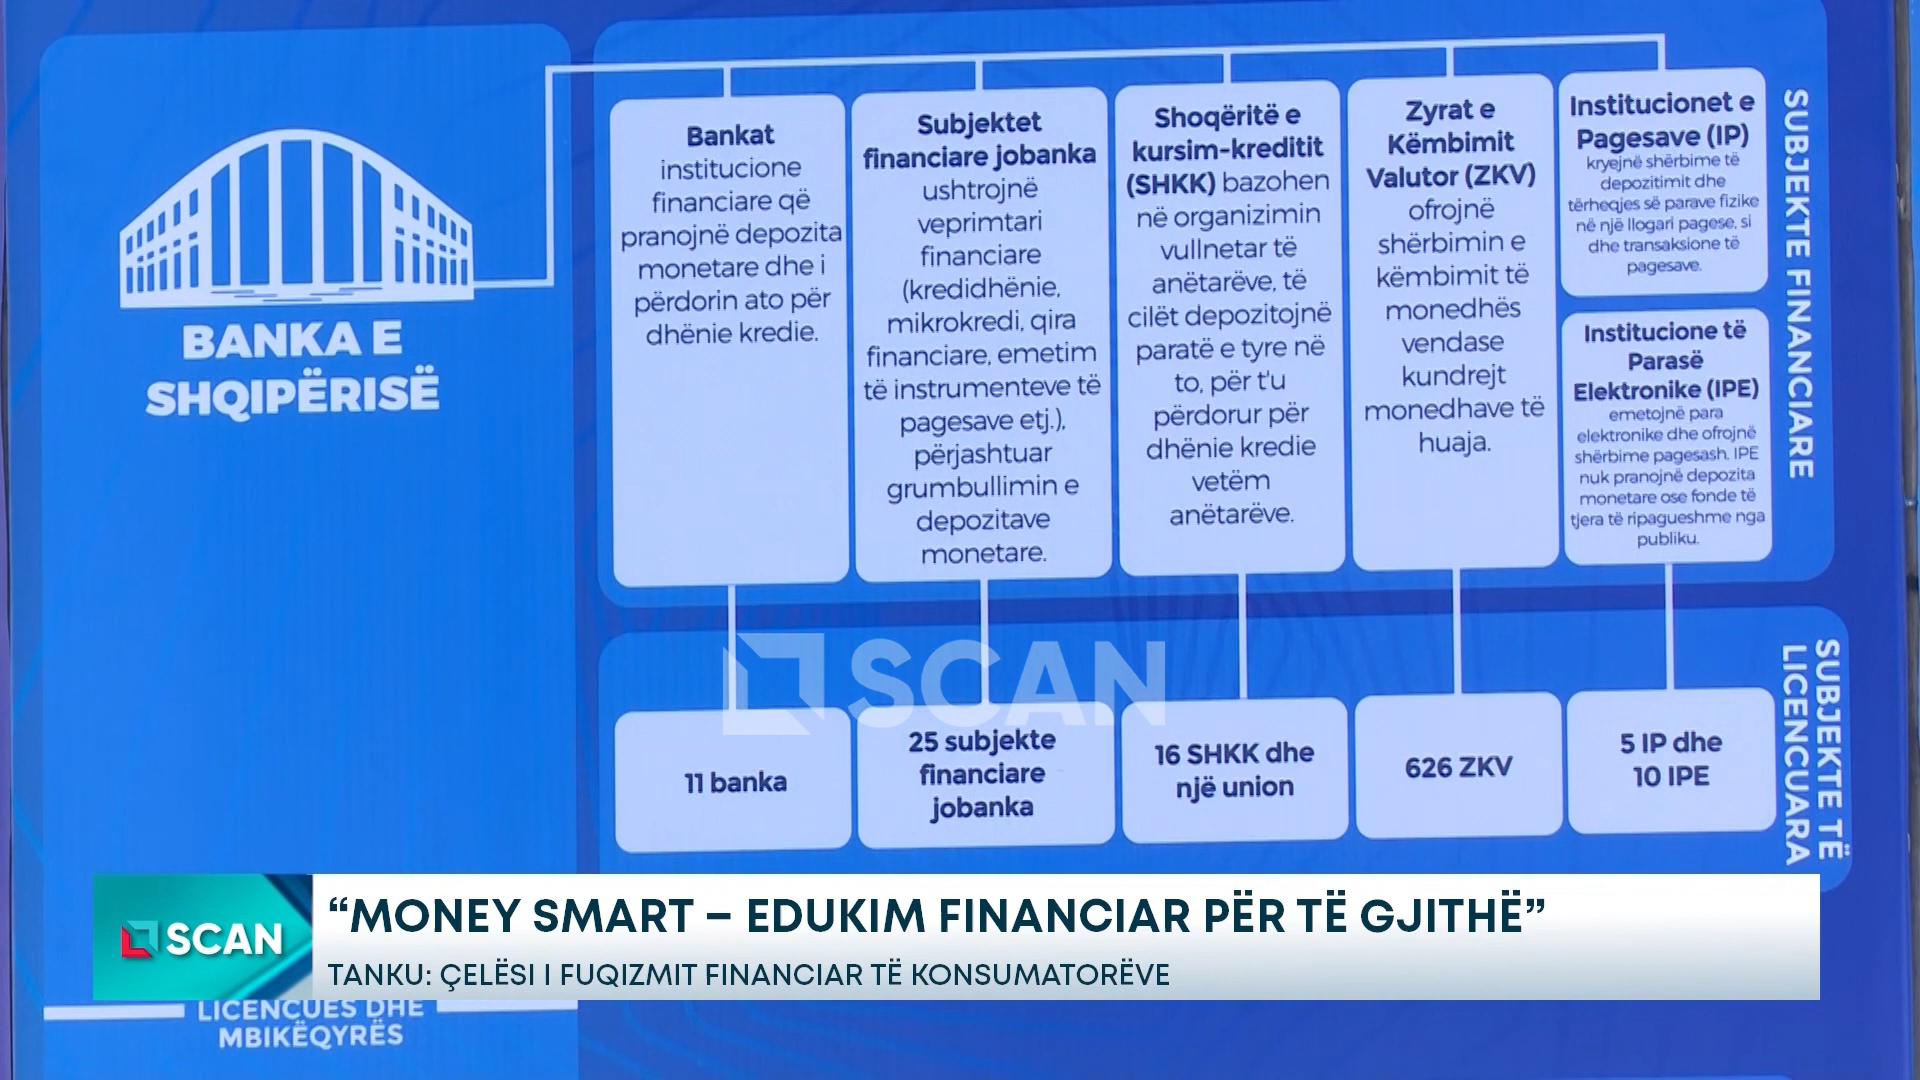 BANKA E
SHQIPËRISË
Bankat
institucione
financiare që
pranojnë depozita
monetare dhe i
përdorin ato për
dhënie kredie.
Subjektet
financiare jobanka
ushtrojnë
veprimtari
financiare
(kredidhënie,
mikrokredi, qira
financiare, emetim
të instrumenteve të
pagesave etj.),
përjashtuar
grumbullimin e
depozitave
monetare.
Shoqëritë e
kursim-kreditit
(SHKK) bazohen
në organizimin
vullnetar të
anëtarëve, të
cilët depozitojnë
paratë e tyre në
to, për t'u
përdorur për
dhënie kredie
vetëm
anëtarëve.
Zyrat e
Këmbimit
Valutor (ZKV)
ofrojnë
shërbimin e
këmbimit të
monedhës
vendase
kundrejt
monedhave të
huaja.
Institucionet e
Pagesave (IP)
kryejnë shërbime të
depozitimit dhe
tërheqjes së parave fizike
në një llogari pagese, si
dhe transaksione të
pagesave.
Institucione të
Parasë
Elektronike (IPE)
emetojnë para
elektronike dhe ofrojnë
shërbime pagesash. IPE
nuk pranojnë depozita
monetare ose fonde të
tjera të ripagueshme nga
publiku.
SUBJEKTE FINANCIARE
11 banka
25 subjekte
financiare
jobanka
16 SHKK dhe
një union
626 ZKV
5 IP dhe
10 IPE
SUBJEKTE TË
LICENCUARA
SCAN
SCAN
“MONEY SMART – EDUKIM FINANCIAR PËR TË GJITHË”
TANKU: ÇELËSI I FUQIZMIT FINANCIAR TË KONSUMATORËVE
LICENCUES DHE
MBIKËQYRËS